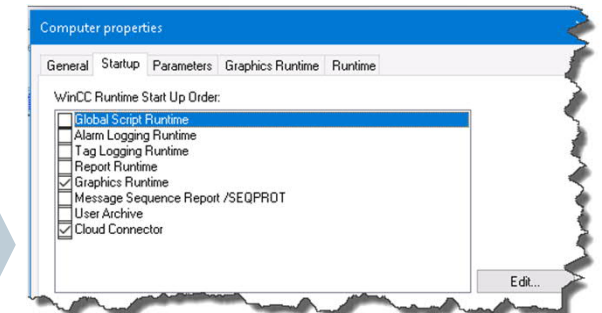 Computer properties
General Startup Parameters Graphics Runtime Runtime
WinCC Runtime Start Up Order:
Global Script Runtime
Alarm Logging Runtime
Tag Logging Runtime
Report Runtime
Graphics Runtime
Message Sequence Report /SEQPROT
User Archive
Cloud Connector
Edit...